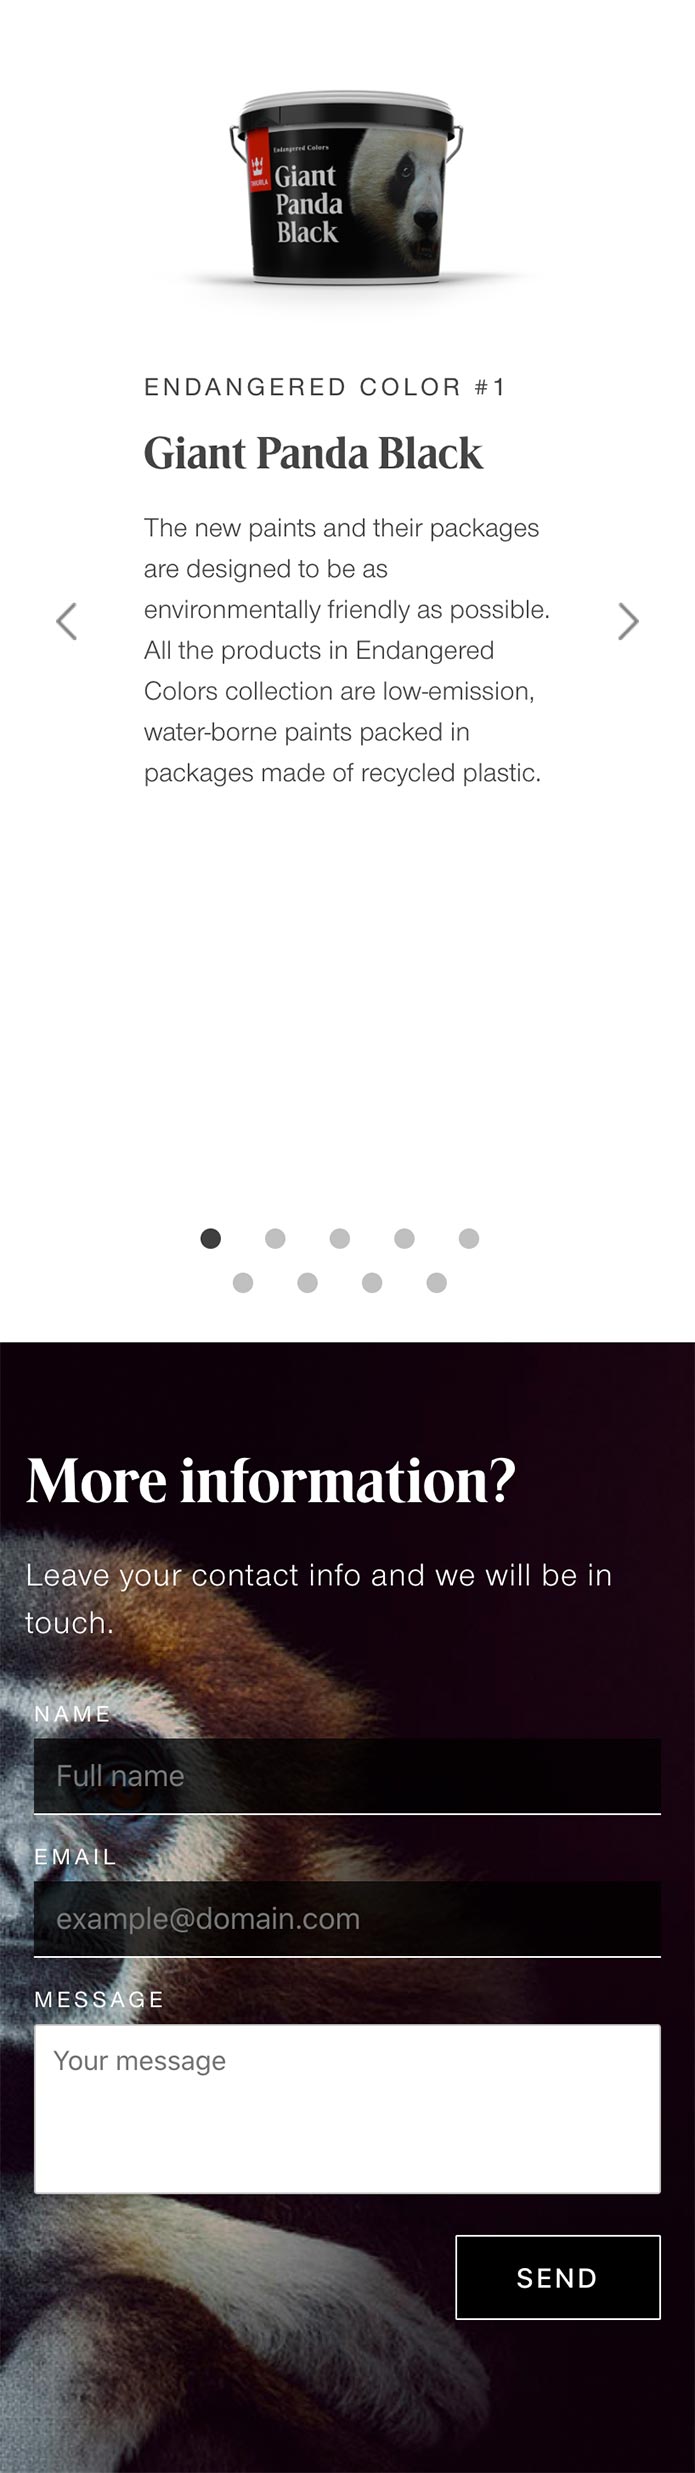 Endangered Colors
TIKKURILA
Giant
Panda
Black
ENDANGERED COLOR #1
Giant Panda Black
The new paints and their packages
are designed to be as
environmentally friendly as possible.
All the products in Endangered
Colors collection are low-emission,
water-borne paints packed in
packages made of recycled plastic.
More information?
Leave your contact info and we will be in
touch.
NAME
Full name
EMAIL
example@domain.com
MESSAGE
Your message
SEND